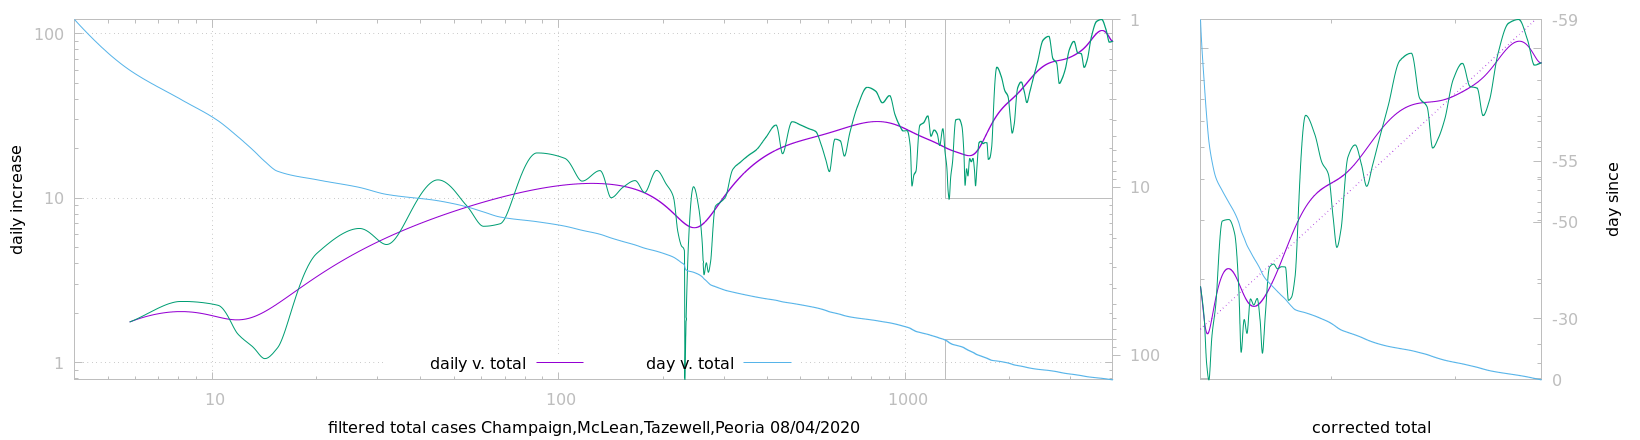 100
10
1
daily increase
10
100
1000
1
10
100
daily v. total
day v. total
filtered total cases Champaign,McLean,Tazewell,Peoria 08/04/2020
-59
-55
-50
-30
0
day since
corrected total